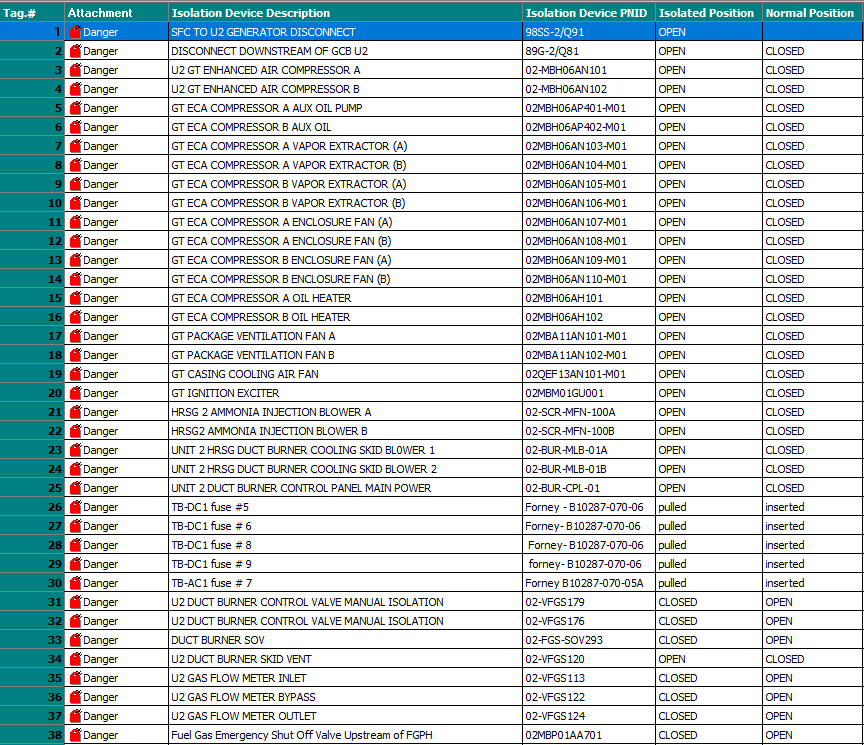 Tag.# Attachment Isolation Device Description Isolation Device PNID Isolated Position Normal Position
1 Danger SFC TO U2 GENERATOR DISCONNECT 98SS-2/Q91 OPEN
2 Danger DISCONNECT DOWNSTREAM OF GCB U2 89G-2/Q81 OPEN CLOSED
3 Danger U2 GT ENHANCED AIR COMPRESSOR A 02-MBH06AN101 OPEN CLOSED
4 Danger U2 GT ENHANCED AIR COMPRESSOR B 02-MBH06AN102 OPEN CLOSED
5 Danger GT ECA COMPRESSOR A AUX OIL PUMP 02MBH06AP401-M01 OPEN CLOSED
6 Danger GT ECA COMPRESSOR B AUX OIL 02MBH06AP402-M01 OPEN CLOSED
7 Danger GT ECA COMPRESSOR A VAPOR EXTRACTOR (A) 02MBH06AN103-M01 OPEN CLOSED
8 Danger GT ECA COMPRESSOR A VAPOR EXTRACTOR (B) 02MBH06AN104-M01 OPEN CLOSED
9 Danger GT ECA COMPRESSOR B VAPOR EXTRACTOR (A) 02MBH06AN105-M01 OPEN CLOSED
10 Danger GT ECA COMPRESSOR B VAPOR EXTRACTOR (B) 02MBH06AN106-M01 OPEN CLOSED
11 Danger GT ECA COMPRESSOR A ENCLOSURE FAN (A) 02MBH06AN107-M01 OPEN CLOSED
12 Danger GT ECA COMPRESSOR A ENCLOSURE FAN (B) 02MBH06AN108-M01 OPEN CLOSED
13 Danger GT ECA COMPRESSOR B ENCLOSURE FAN (A) 02MBH06AN109-M01 OPEN CLOSED
14 Danger GT ECA COMPRESSOR B ENCLOSURE FAN (B) 02MBH06AN110-M01 OPEN CLOSED
15 Danger GT ECA COMPRESSOR A OIL HEATER 02MBH06AH101 OPEN CLOSED
16 Danger GT ECA COMPRESSOR B OIL HEATER 02MBH06AH102 OPEN CLOSED
17 Danger GT PACKAGE VENTILATION FAN A 02MBA11AN101-M01 OPEN CLOSED
18 Danger GT PACKAGE VENTILATION FAN B 02MBA11AN102-M01 OPEN CLOSED
19 Danger GT CASING COOLING AIR FAN 02QEF13AN101-M01 OPEN CLOSED
20 Danger GT IGNITION EXCITER 02MBM01GU001 OPEN CLOSED
21 Danger HRSG 2 AMMONIA INJECTION BLOWER A 02-SCR-MFN-100A OPEN CLOSED
22 Danger HRSG2 AMMONIA INJECTION BLOWER B 02-SCR-MFN-100B OPEN CLOSED
23 Danger UNIT 2 HRSG DUCT BURNER COOLING SKID BL0WER 1 02-BUR-MLB-01A OPEN CLOSED
24 Danger UNIT 2 HRSG DUCT BURNER COOLING SKID BLOWER 2 02-BUR-MLB-01B OPEN CLOSED
25 Danger UNIT 2 DUCT BURNER CONTROL PANEL MAIN POWER 02-BUR-CPL-01 OPEN CLOSED
26 Danger TB-DC1 fuse #5 Forney - B10287-070-06 pulled inserted
27 Danger TB-DC1 fuse # 6 Forney- B10287-070-06 pulled inserted
28 Danger TB-DC1 fuse # 8 Forney- B10287-070-06 pulled inserted
29 Danger TB-DC1 fuse # 9 forney- B10287-070-06 pulled inserted
30 Danger TB-AC1 fuse # 7 Forney B10287-070-05A pulled inserted
31 Danger U2 DUCT BURNER CONTROL VALVE MANUAL ISOLATION 02-VFGS179 CLOSED OPEN
32 Danger U2 DUCT BURNER CONTROL VALVE MANUAL ISOLATION 02-VFGS176 CLOSED OPEN
33 Danger DUCT BURNER SOV 02-FGS-SOV293 CLOSED OPEN
34 Danger U2 DUCT BURNER SKID VENT 02-VFGS120 OPEN CLOSED
35 Danger U2 GAS FLOW METER INLET 02-VFGS113 CLOSED OPEN
36 Danger U2 GAS FLOW METER BYPASS 02-VFGS122 CLOSED OPEN
37 Danger U2 GAS FLOW METER OUTLET 02-VFGS124 CLOSED OPEN
38 Danger Fuel Gas Emergency Shut Off Valve Upstream of FGPH 02MBP01AA701 CLOSED OPEN